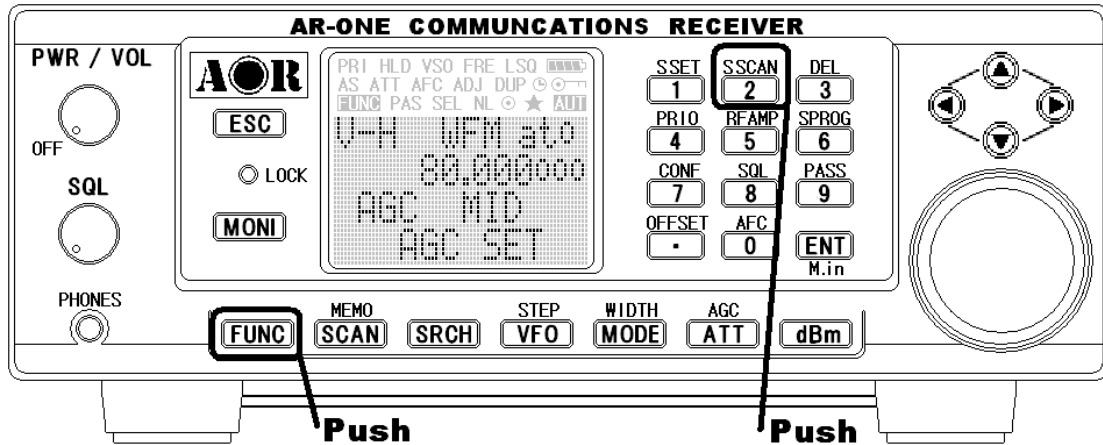 AR-ONE COMMUNCATIONS RECEIVER
PWR / VOL
OFF
SQL
PHONES
AOR
ESC
LOCK
MONI
PRI HLD VSO FRE LSQ
AS ATT AFC ADJ DUP
FUNC PAS SEL NL ★ AUT
V-H WFM ato
80.000000
AGC MID
AGC SET
SSET SSCAN DEL
1 2 3
PRIO RFAMP SPROG
4 5 6
CONF SQL PASS
7 8 9
OFFSET AFC
. 0 ENT
M.in
MEMO STEP WIDTH AGC
FUNC SCAN SRCH VFO MODE ATT dBm
Push Push